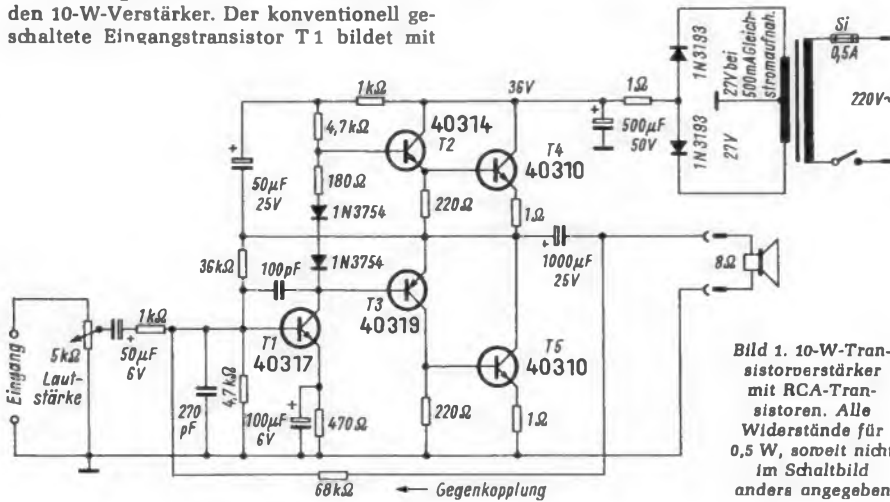 den 10-W-Verstärker. Der konventionell ge-
schaltete Eingangstransistor T 1 bildet mit
1kΩ
36V
1Ω
1N3193
27V bei
500mA Gleich-
stromaufnah.
Si
0,5A
220V~
4,7kΩ
40314
T2
T4
40310
500µF
50V
1N3193
27V
50µF
25V
180Ω
1N3754
220Ω
1Ω
1N3754
36kΩ
100pF
1000µF
25V
8Ω
T3
40319
Eingang
5kΩ
Laut-
stärke
50µF
6V
1kΩ
T1
40317
T5
40310
270
pF
4,7kΩ
100µF
6V
470Ω
220Ω
1Ω
68kΩ
Gegenkopplung
Bild 1. 10-W-Tran-
sistorverstärker
mit RCA-Tran-
sistoren. Alle
Widerstände für
0,5 W, soweit nicht
im Schaltbild
anders angegeben